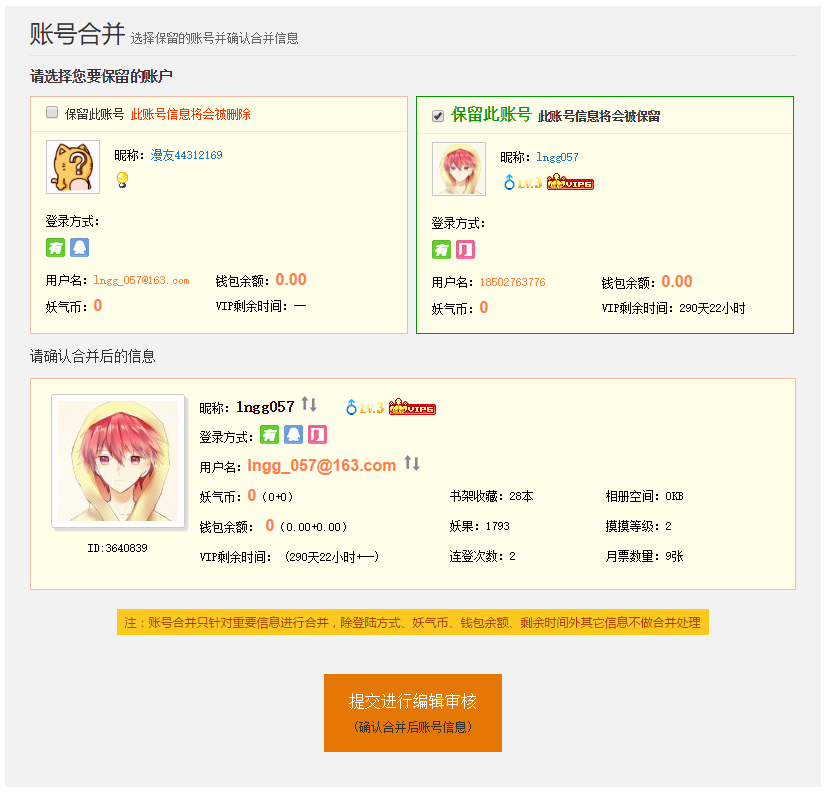 账号合并 选择保留的账号并确认合并信息
请选择您要保留的账户
保留此账号 此账号信息将会被删除
昵称：漫友44312169
登录方式：
有
用户名：lngg_057@163.com 钱包余额：0.00
妖气币：0 VIP剩余时间：—
保留此账号 此账号信息将会被保留
昵称：lngg057
LV.3 VIP6
登录方式：
有
用户名：18502763776 钱包余额：0.00
妖气币：0 VIP剩余时间：290天22小时
请确认合并后的信息
昵称：lngg057 LV.3 VIP6
登录方式：有
用户名：lngg_057@163.com
妖气币：0（0+0） 书架收藏：28本 相册空间：0KB
钱包余额： 0（0.00+0.00） 妖果：1793 摸摸等级：2
VIP剩余时间：（290天22小时+—） 连登次数：2 月票数量：9张
ID:3640839
注：账号合并只针对重要信息进行合并，除登陆方式、妖气币、钱包余额、剩余时间外其它信息不做合并处理
提交进行编辑审核
（确认合并后账号信息）